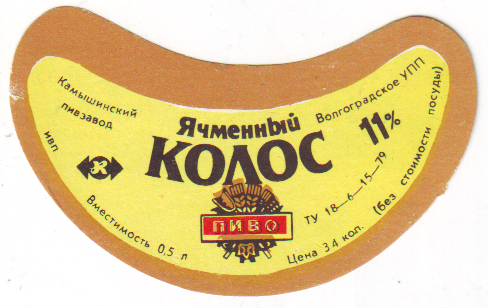 Камышинский
пивзавод
ивп
Ячменный
КОЛОС
Волгоградское УПП
11%
ПИВО
Вместимость 0,5 л
ТУ 18—6—15—79
Цена 34 коп. (без стоимости посуды)